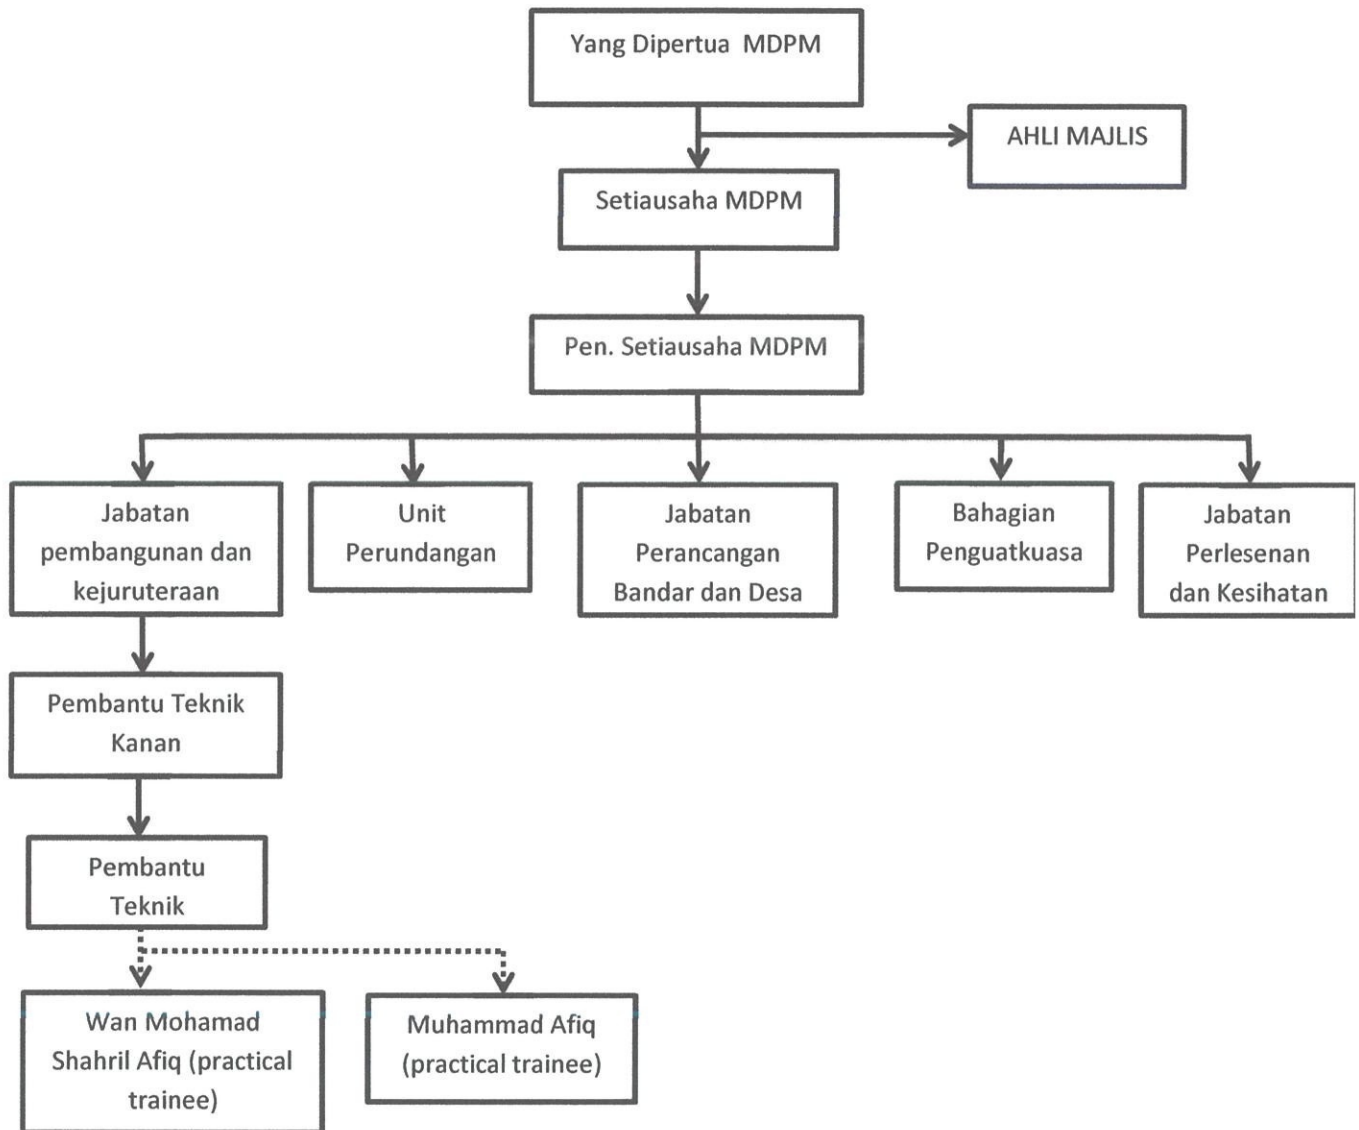 Yang Dipertua MDPM
AHLI MAJLIS
Setiausaha MDPM
Pen. Setiausaha MDPM
Jabatan
pembangunan dan
kejuruteraan
Unit
Perundangan
Jabatan
Perancangan
Bandar dan Desa
Bahagian
Penguatkuasa
Jabatan
Perlesenan
dan Kesihatan
Pembantu Teknik
Kanan
Pembantu
Teknik
Wan Mohamad
Shahril Afiq (practical
trainee)
Muhammad Afiq
(practical trainee)